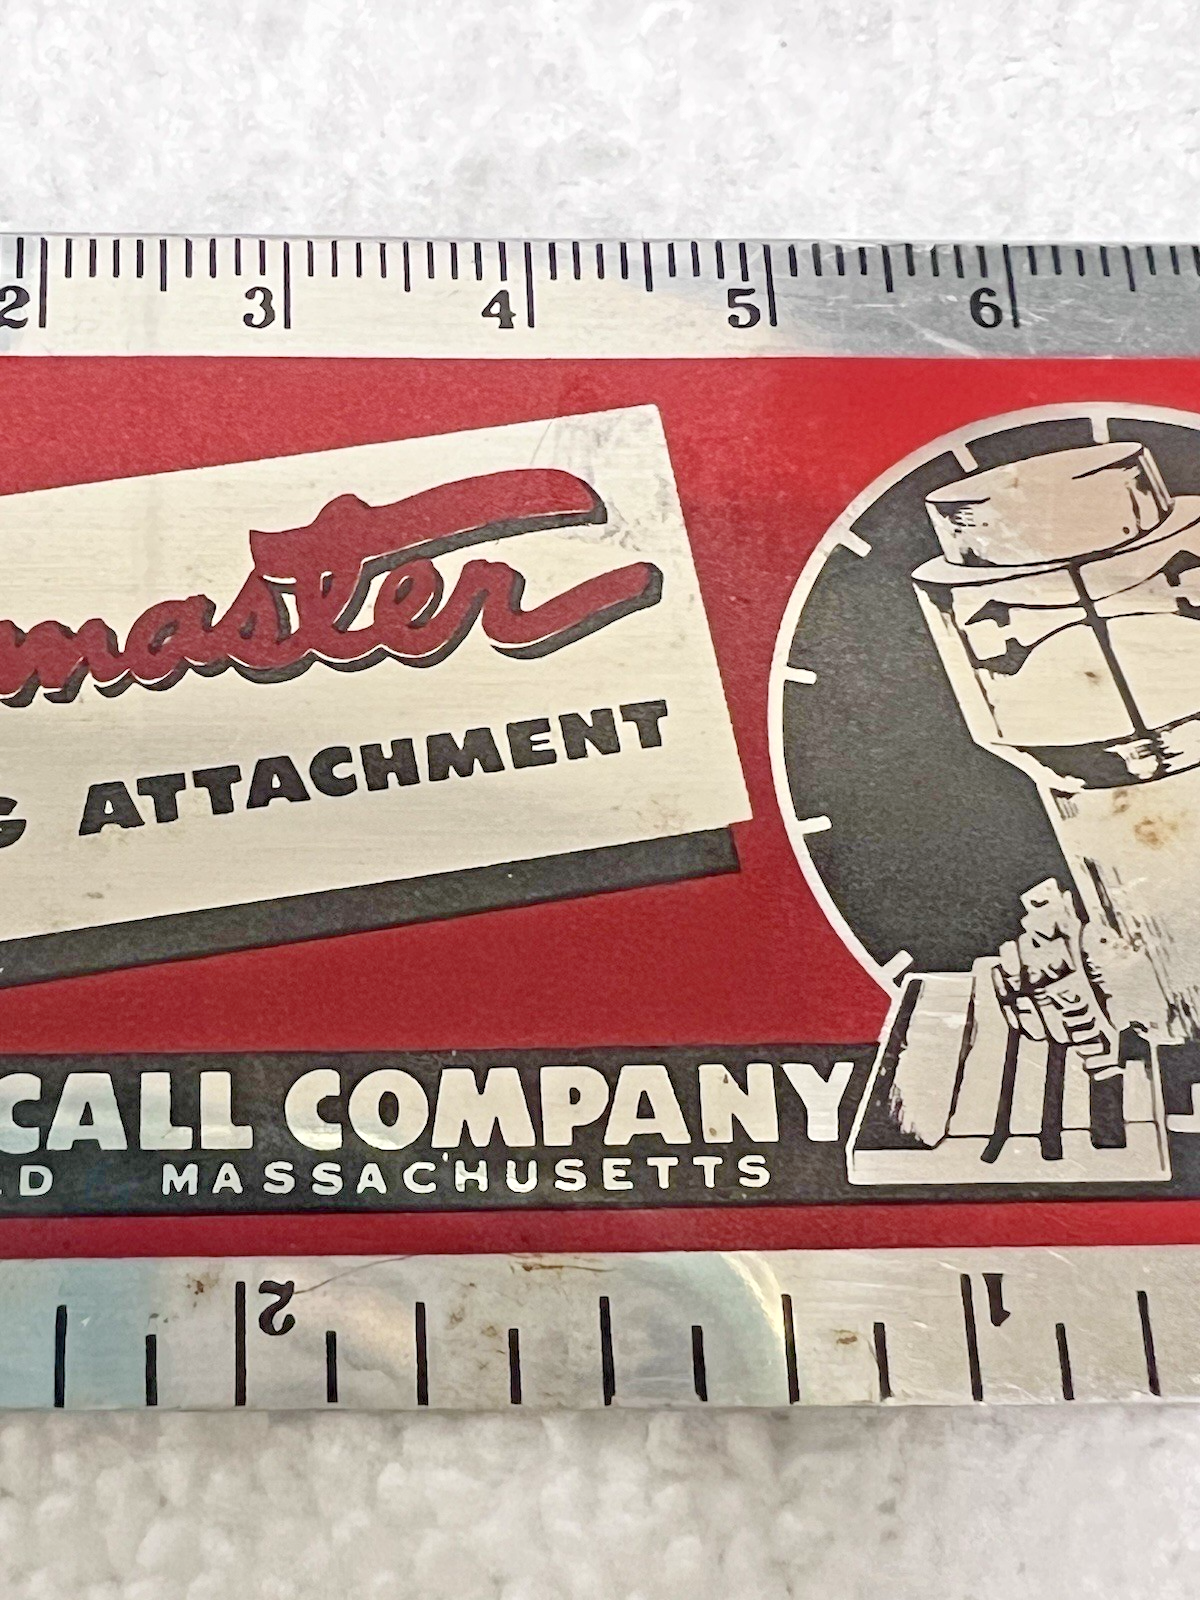 2 3 4 5 6
master
G ATTACHMENT
CALL COMPANY
D MASSACHUSETTS
2 1